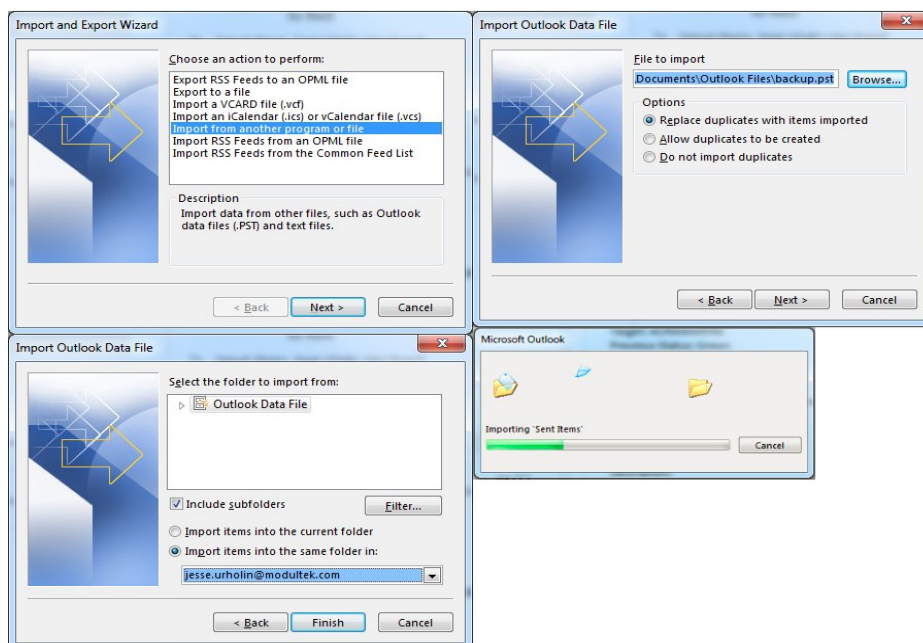 Import and Export Wizard
Choose an action to perform:
Export RSS Feeds to an OPML file
Export to a file
Import a VCARD file (.vcf)
Import an iCalendar (.ics) or vCalendar file (.vcs)
Import from another program or file
Import RSS Feeds from an OPML file
Import RSS Feeds from the Common Feed List
Description
Import data from other files, such as Outlook
data files (.PST) and text files.
< Back
Next >
Cancel
Import Outlook Data File
File to import
Documents\Outlook Files\backup.pst
Browse...
Options
Replace duplicates with items imported
Allow duplicates to be created
Do not import duplicates
< Back
Next >
Cancel
Import Outlook Data File
Select the folder to import from:
Outlook Data File
Include subfolders
Filter...
Import items into the current folder
Import items into the same folder in:
jesse.urholin@modultek.com
< Back
Finish
Cancel
Microsoft Outlook
Importing 'Sent Items'
Cancel